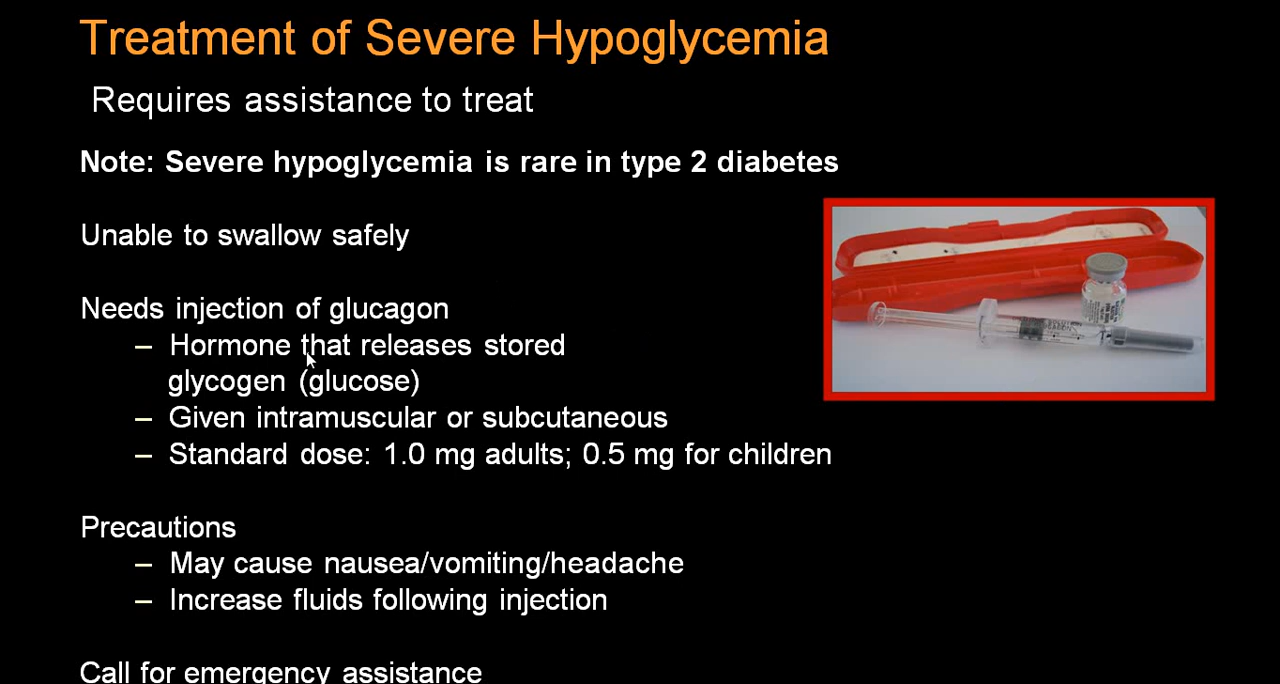 Treatment of Severe Hypoglycemia
Requires assistance to treat
Note: Severe hypoglycemia is rare in type 2 diabetes
Unable to swallow safely
Needs injection of glucagon
– Hormone that releases stored
glycogen (glucose)
– Given intramuscular or subcutaneous
– Standard dose: 1.0 mg adults; 0.5 mg for children
Precautions
– May cause nausea/vomiting/headache
– Increase fluids following injection
Call for emergency assistance